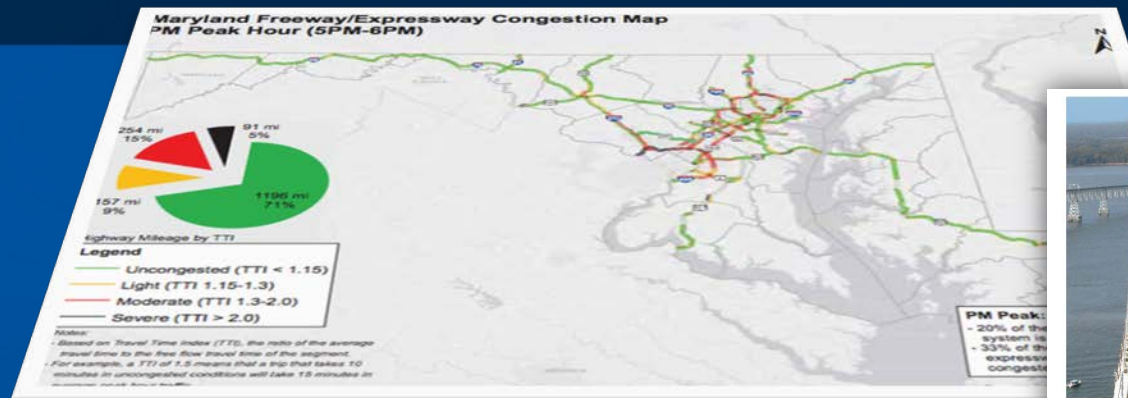 Maryland Freeway/Expressway Congestion Map
PM Peak Hour (5PM-6PM)
N
254 mi
15%
91 mi
5%
157 mi
9%
1196 mi
71%
Highway Mileage by TTI
Legend
Uncongested (TTI < 1.15)
Light (TTI 1.15-1.3)
Moderate (TTI 1.3-2.0)
Severe (TTI > 2.0)
Notes:
- Based on Travel Time Index (TTI), the ratio of the average
travel time to the free flow travel time of the segment.
- For example, a TTI of 1.5 means that a trip that takes 10
minutes in uncongested conditions will take 15 minutes in
average peak hour traffic.
PM Peak:
- 20% of the
system is
- 33% of th
expressw
congeste